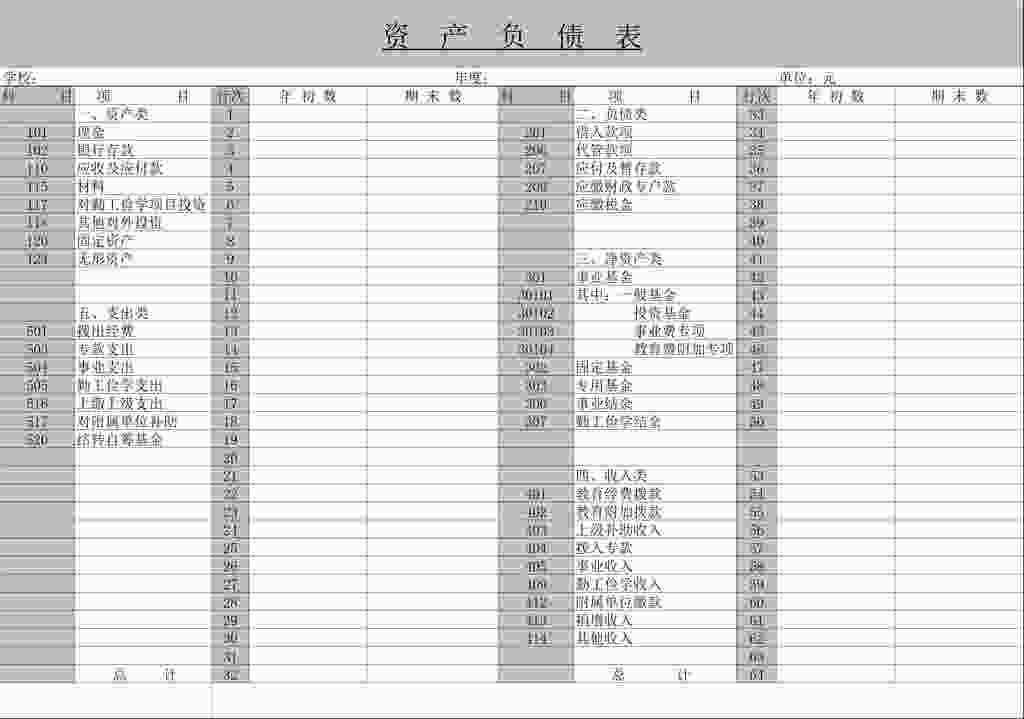 资 产 负 债 表
学校： 年度： 单位：元
科 目 项 目 行次 年 初 数 期 末 数 科 目 项 目 行次 年 初 数 期 末 数
一、资产类 1 二、负债类 33
101 现金 2 201 借入款项 34
102 银行存款 3 206 代管款项 35
110 应收及应付款 4 207 应付及暂存款 36
115 材料 5 209 应缴财政专户款 37
117 对勤工俭学项目投资 6 210 应缴税金 38
118 其他对外投资 7 39
120 固定资产 8 40
124 无形资产 9 三、净资产类 41
10 301 事业基金 42
11 30101 其中：一般基金 43
五、支出类 12 30102 投资基金 44
501 拨出经费 13 30103 事业费专项 45
503 专款支出 14 30104 教育费附加专项 46
504 事业支出 15 302 固定基金 47
505 勤工俭学支出 16 303 专用基金 48
516 上缴上级支出 17 306 事业结余 49
517 对附属单位补助 18 307 勤工俭学结余 50
520 结转自筹基金 19
20
21 四、收入类 53
22 401 教育经费拨款 54
23 402 教育附加拨款 55
24 403 上级补助收入 56
25 404 拨入专款 57
26 405 事业收入 58
27 409 勤工俭学收入 59
28 412 附属单位缴款 60
29 413 捐增收入 61
30 414 其他收入 62
31 63
总 计 32 总 计 64